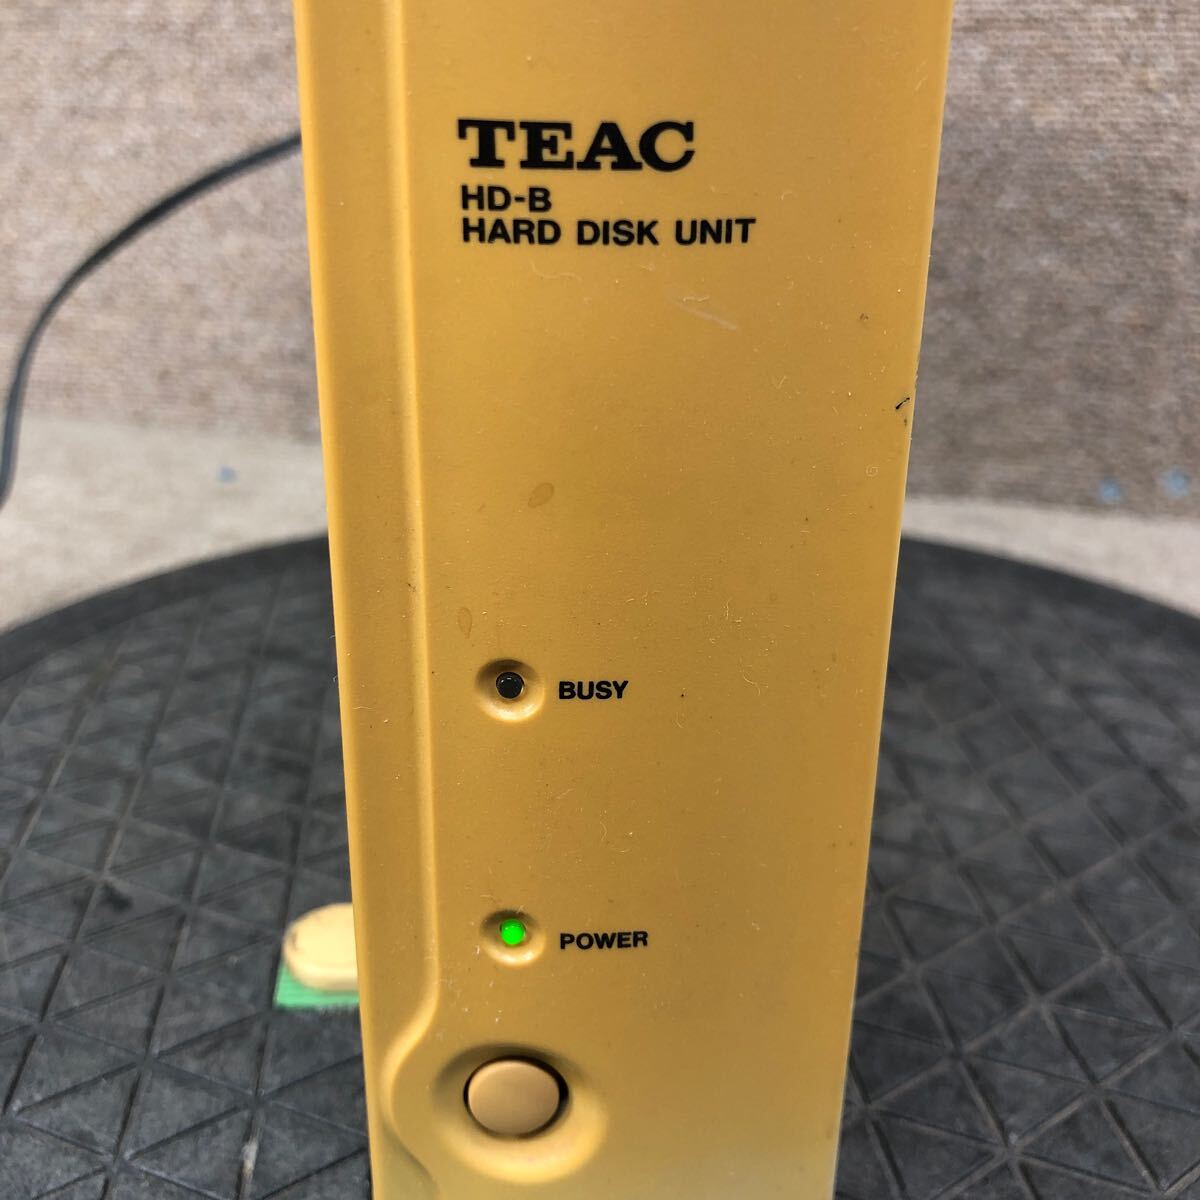 TEAC
HD-B
HARD DISK UNIT
BUSY
POWER